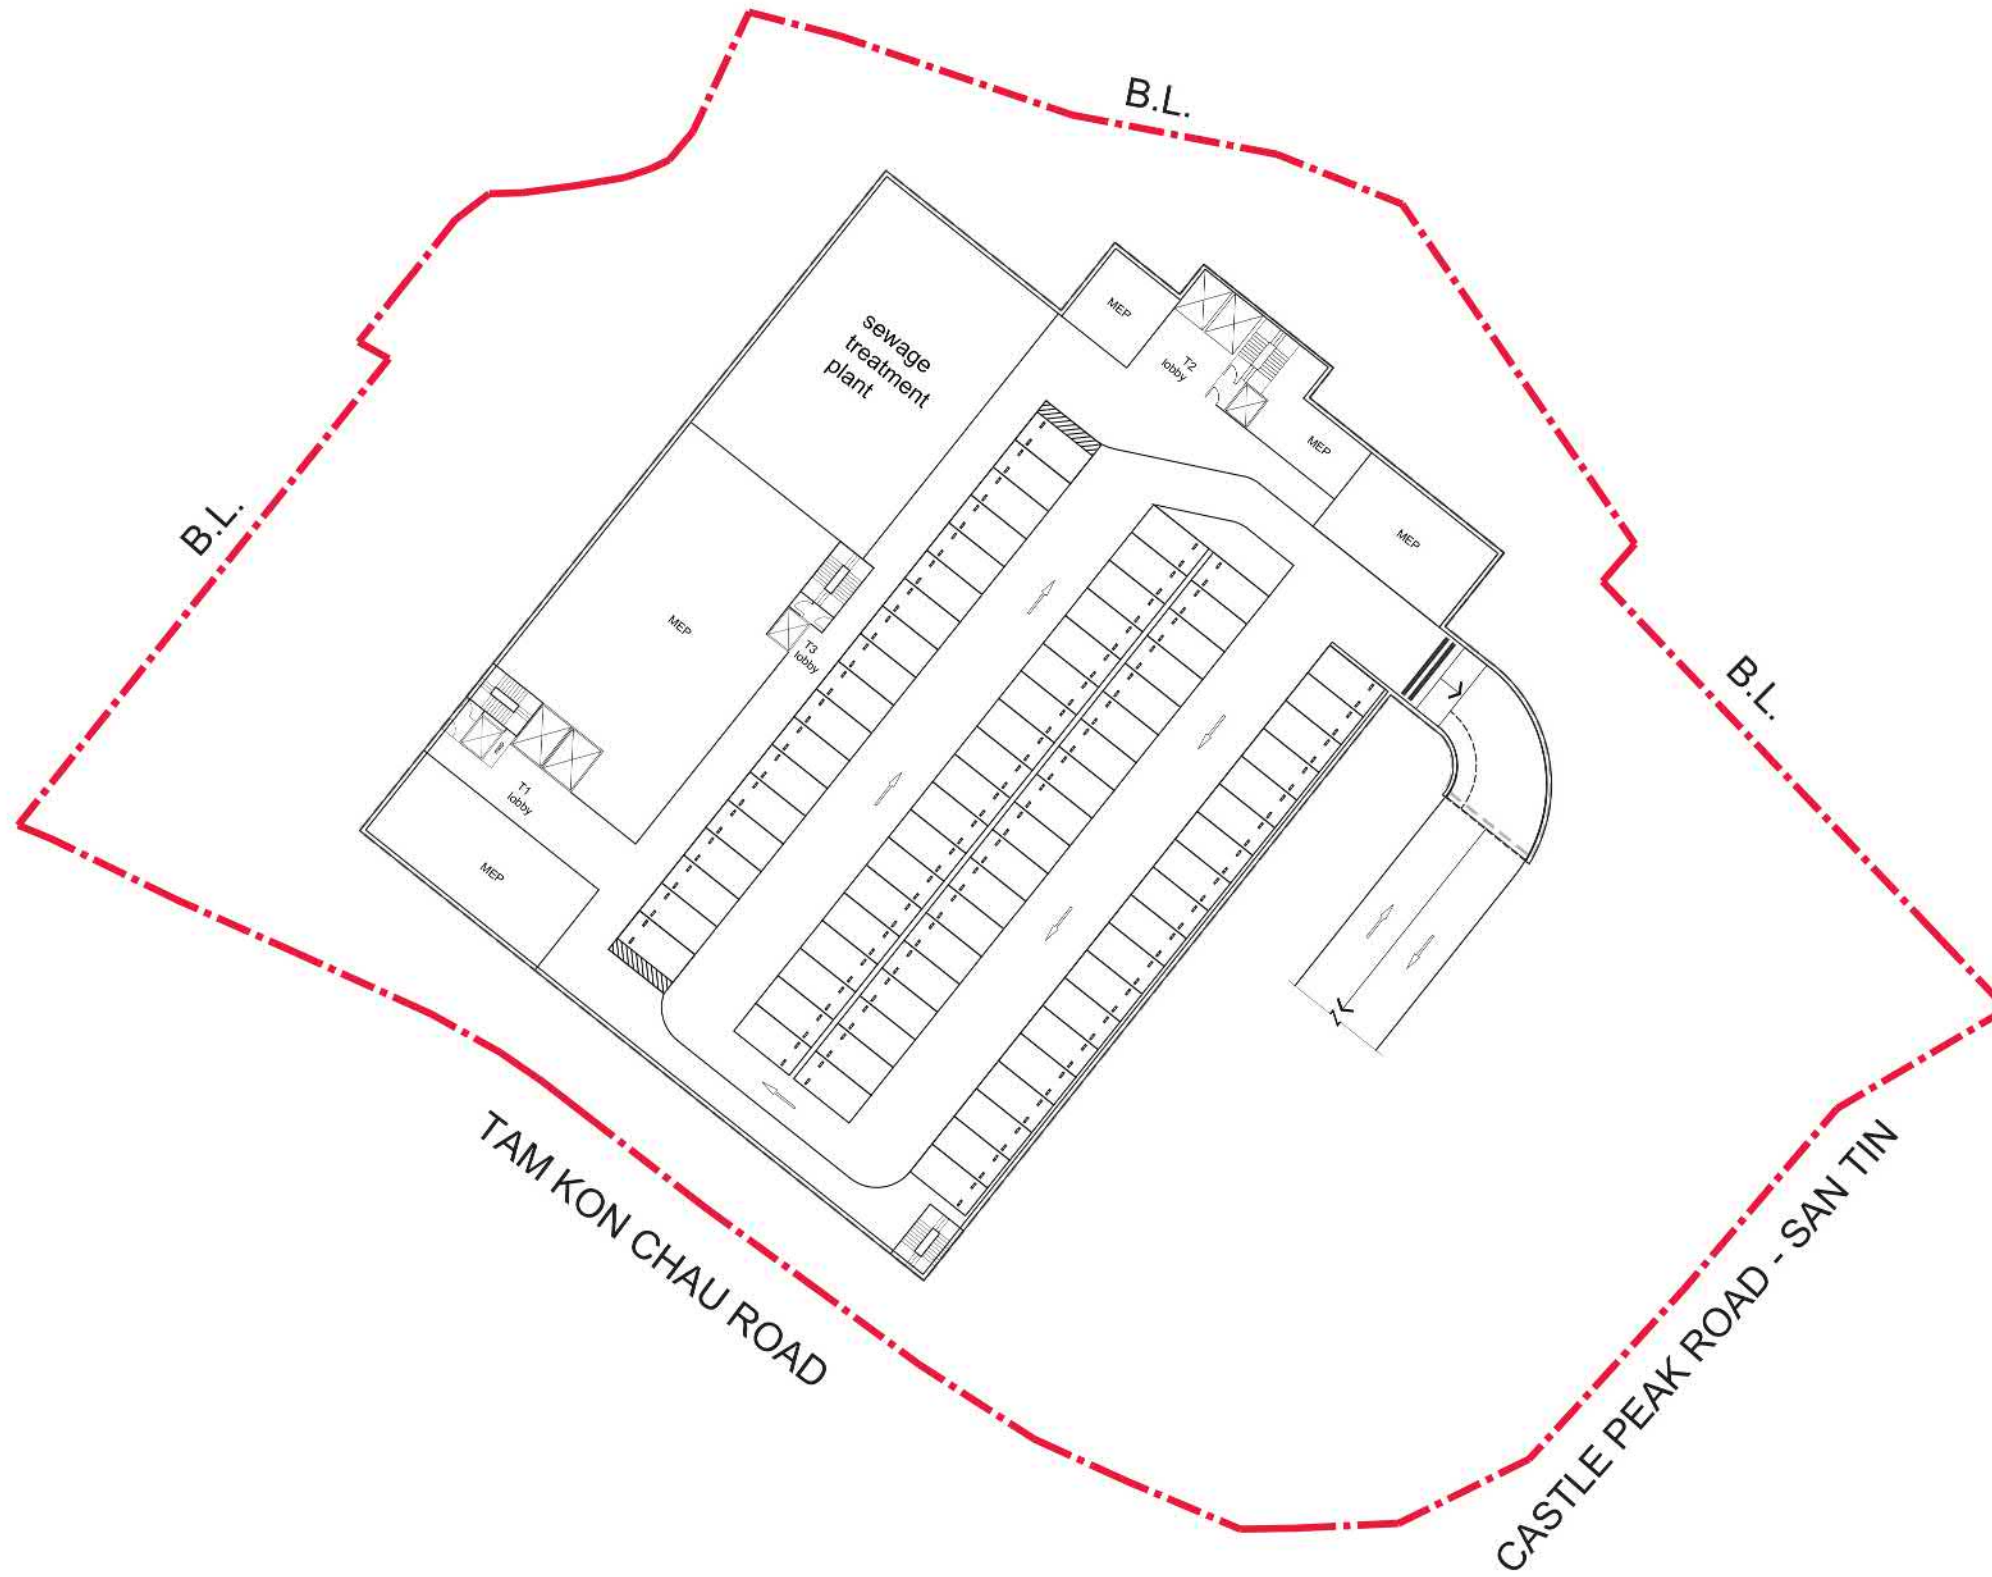 B.L.
MEP
sewage
treatment
plant
T2
lobby
MEP
B.L.
MEP
MEP
T3
lobby
B.L.
T1
lobby
MEP
TAM KON CHAU ROAD
CASTLE PEAK ROAD - SAN TIN